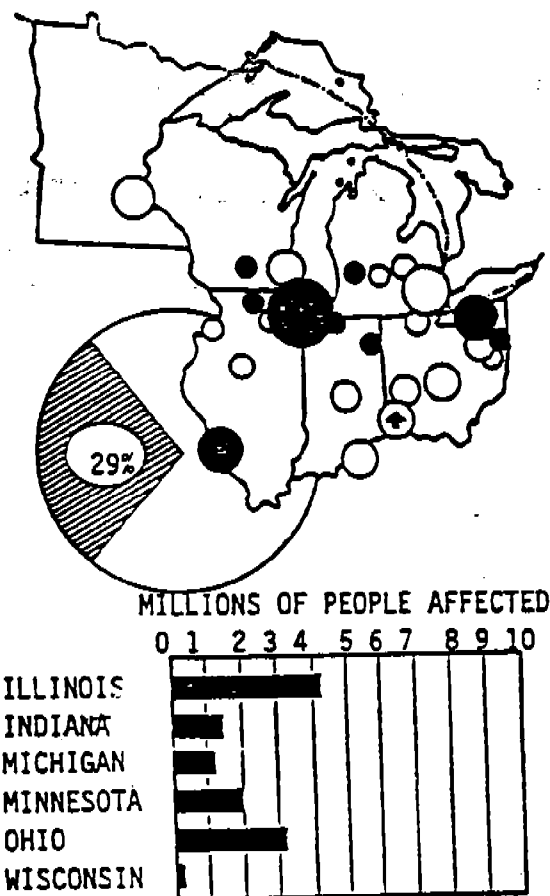 29%
MILLIONS OF PEOPLE AFFECTED
0 1 2 3 4 5 6 7 8 9 10
ILLINOIS
INDIANA
MICHIGAN
MINNESOTA
OHIO
WISCONSIN